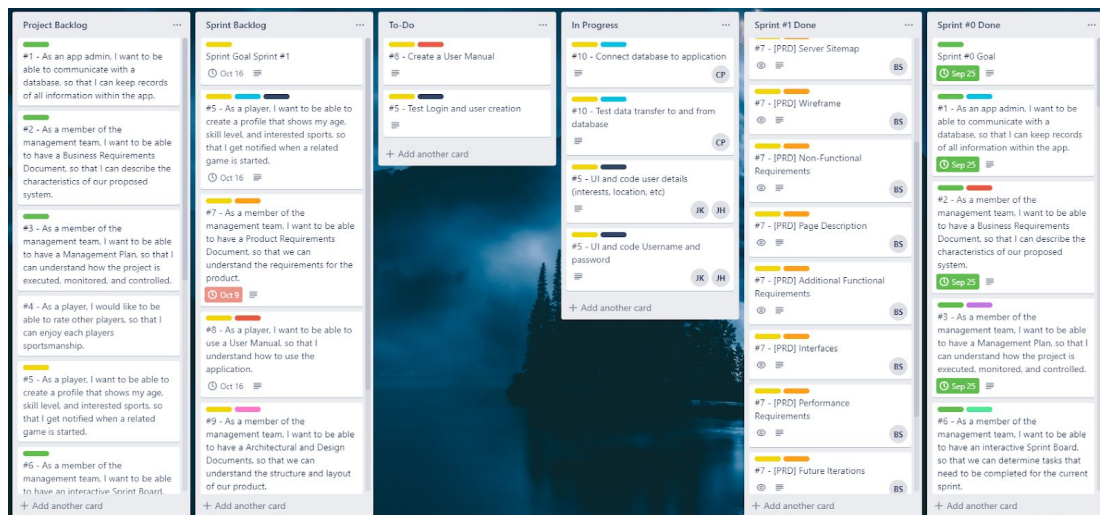 Project Backlog
#1 - As an app admin, I want to be
able to communicate with a
database, so that I can keep records
of all information within the app.
#2 - As a member of the
management team, I want to be able
to have a Business Requirements
Document, so that I can describe the
characteristics of our proposed
system.
#3 - As a member of the
management team, I want to be able
to have a Management Plan, so that I
can understand how the project is
executed, monitored, and controlled.
#4 - As a player, I would like to be
able to rate other players, so that I
can enjoy each players
sportsmanship.
#5 - As a player, I want to be able to
create a profile that shows my age,
skill level, and interested sports, so
that I get notified when a related
game is started.
#6 - As a member of the
management team, I want to be able
to have an interactive Sprint Board,
+ Add another card
Sprint Backlog
Sprint Goal Sprint #1
Oct 16
#5 - As a player, I want to be able to
create a profile that shows my age,
skill level, and interested sports, so
that I get notified when a related
game is started.
Oct 16
#7 - As a member of the
management team, I want to be able
to have a Product Requirements
Document, so that we can
understand the requirements for the
product.
Oct 9
#8 - As a player, I want to be able to
use a User Manual, so that I
understand how to use the
application.
Oct 16
#9 - As a member of the
management team, I want to be able
to have a Architectural and Design
Documents, so that we can
understand the structure and layout
of our product.
+ Add another card
To-Do
#8 - Create a User Manual
#5 - Test Login and user creation
+ Add another card
In Progress
#10 - Connect database to application
CP
#10 - Test data transfer to and from
database
CP
#5 - UI and code user details
(interests, location, etc)
JK JH
#5 - UI and code Username and
password
JK JH
+ Add another card
Sprint #1 Done
#7 - [PRD] Server Sitemap
BS
#7 - [PRD] Wireframe
BS
#7 - [PRD] Non-Functional
Requirements
BS
#7 - [PRD] Page Description
BS
#7 - [PRD] Additional Functional
Requirements
BS
#7 - [PRD] Interfaces
BS
#7 - [PRD] Performance
Requirements
BS
#7 - [PRD] Future Iterations
BS
+ Add another card
Sprint #0 Done
Sprint #0 Goal
Sep 25
#1 - As an app admin, I want to be
able to communicate with a
database, so that I can keep records
of all information within the app.
Sep 25
#2 - As a member of the
management team, I want to be able
to have a Business Requirements
Document, so that I can describe the
characteristics of our proposed
system.
Sep 25
#3 - As a member of the
management team, I want to be able
to have a Management Plan, so that I
can understand how the project is
executed, monitored, and controlled.
Sep 25
#6 - As a member of the
management team, I want to be able
to have an interactive Sprint Board,
so that we can determine tasks that
need to be completed for the current
sprint.
+ Add another card